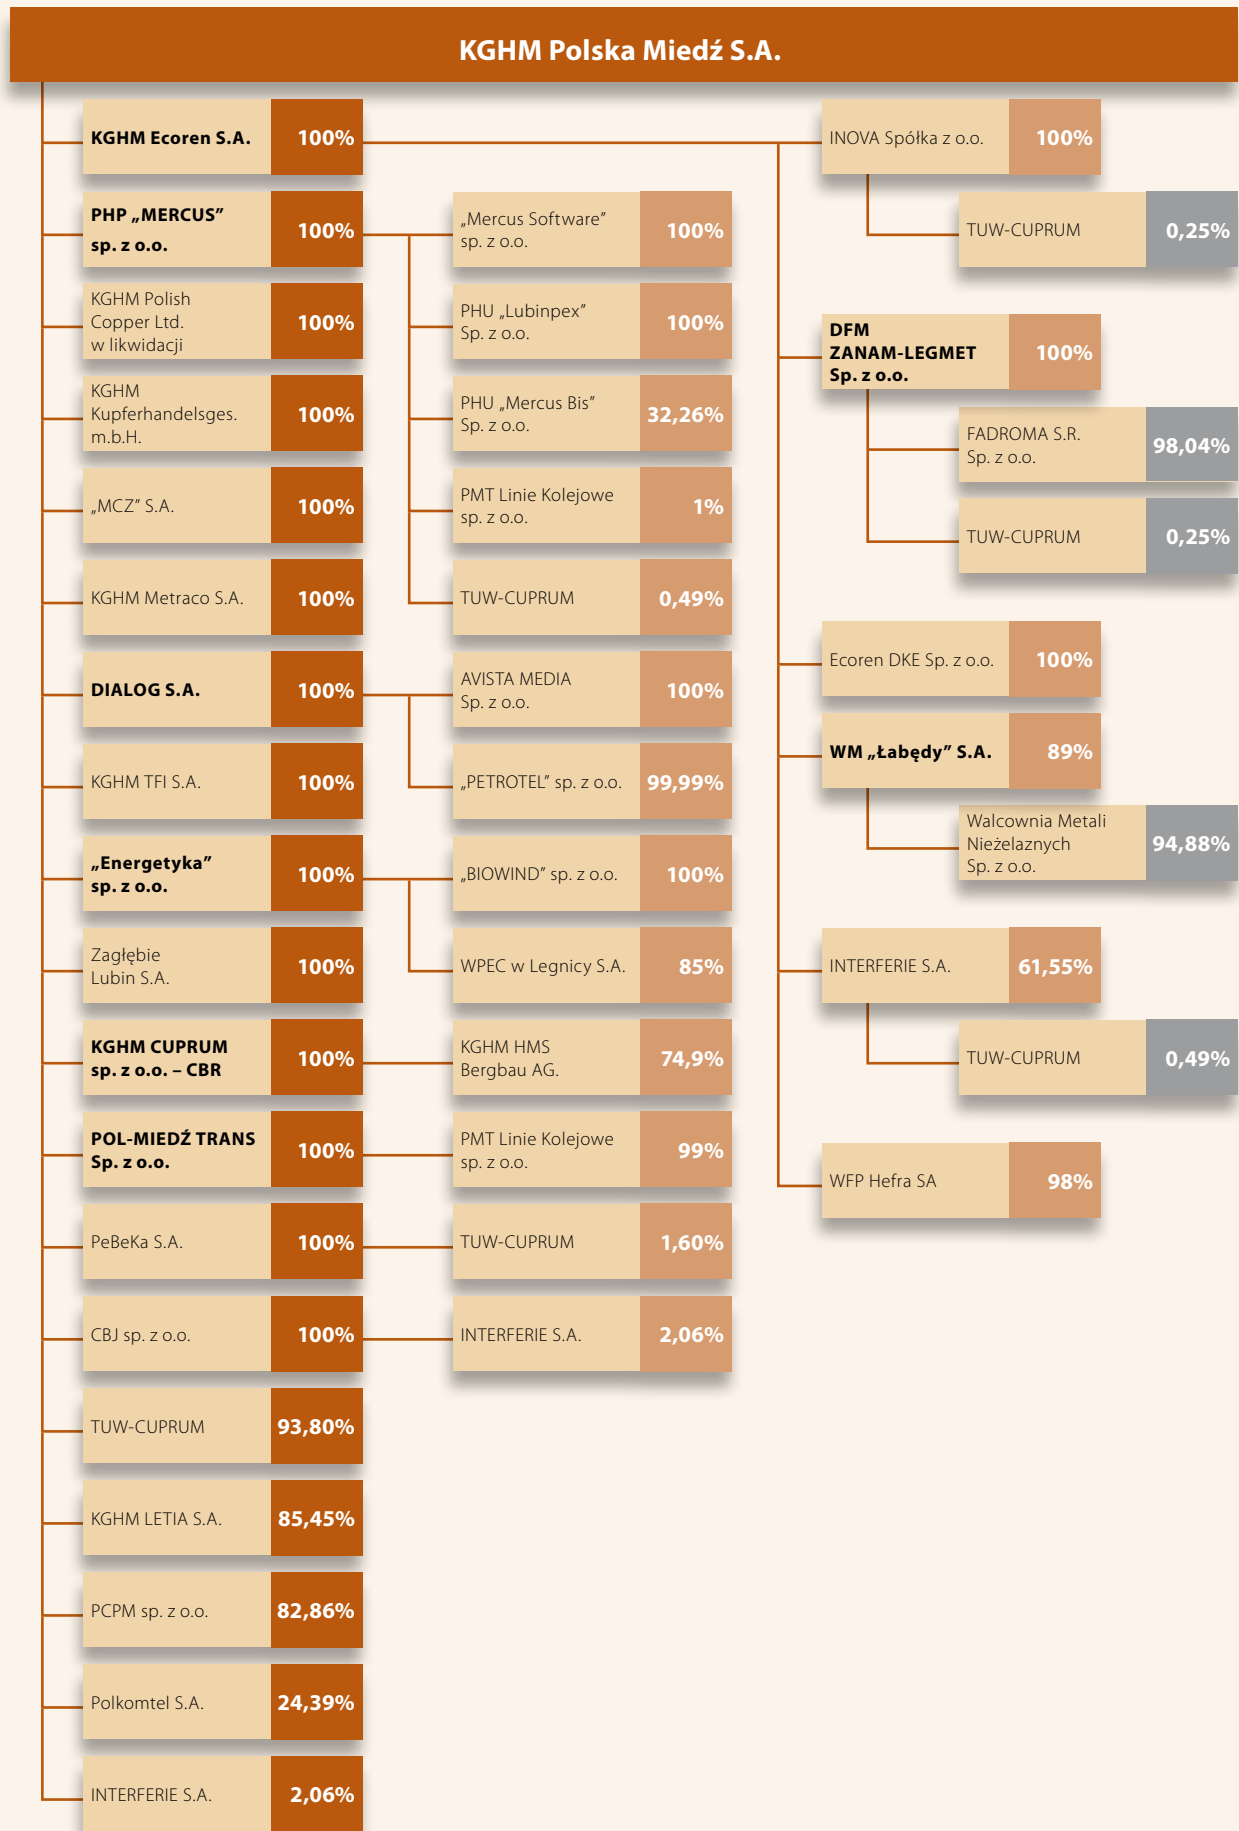 KGHM Polska Miedź S.A.
KGHM Ecoren S.A.
100%
PHP „MERCUS”
sp. z o.o.
100%
KGHM Polish
Copper Ltd.
w likwidacji
100%
KGHM
Kupferhandelsges.
m.b.H.
100%
„MCZ” S.A.
100%
KGHM Metraco S.A.
100%
DIALOG S.A.
100%
KGHM TFI S.A.
100%
„Energetyka”
sp. z o.o.
100%
Zagłębie
Lubin S.A.
100%
KGHM CUPRUM
sp. z o.o. – CBR
100%
POL-MIEDŹ TRANS
Sp. z o.o.
100%
PeBeKa S.A.
100%
CBJ sp. z o.o.
100%
TUW-CUPRUM
93,80%
KGHM LETIA S.A.
85,45%
PCPM sp. z o.o.
82,86%
Polkomtel S.A.
24,39%
INTERFERIE S.A.
2,06%
„Mercus Software”
sp. z o.o.
100%
PHU „Lubinpex”
Sp. z o.o.
100%
PHU „Mercus Bis”
Sp. z o.o.
32,26%
PMT Linie Kolejowe
sp. z o.o.
1%
TUW-CUPRUM
0,49%
AVISTA MEDIA
Sp. z o.o.
100%
„PETROTEL” sp. z o.o.
99,99%
„BIOWIND” sp. z o.o.
100%
WPEC w Legnicy S.A.
85%
KGHM HMS
Bergbau AG.
74,9%
PMT Linie Kolejowe
sp. z o.o.
99%
TUW-CUPRUM
1,60%
INTERFERIE S.A.
2,06%
INOVA Spółka z o.o.
100%
TUW-CUPRUM
0,25%
DFM
ZANAM-LEGMET
Sp. z o.o.
100%
FADROMA S.R.
Sp. z o.o.
98,04%
TUW-CUPRUM
0,25%
Ecoren DKE Sp. z o.o.
100%
WM „Łabędy” S.A.
89%
Walcownia Metali
Nieżelaznych
Sp. z o.o.
94,88%
INTERFERIE S.A.
61,55%
TUW-CUPRUM
0,49%
WFP Hefra SA
98%